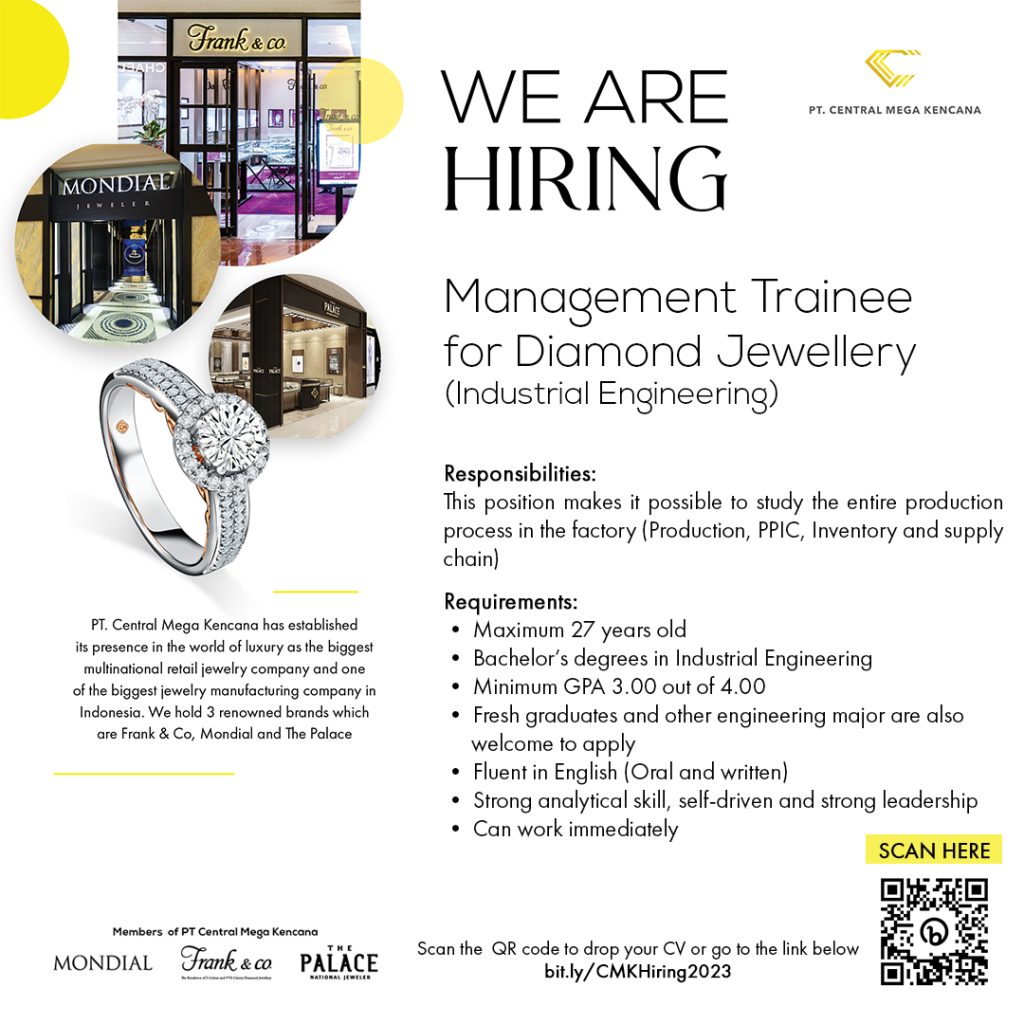 Frank & co.
MONDIAL
JEWELER
THE
PALACE
WE ARE
HIRING
PT. CENTRAL MEGA KENCANA
Management Trainee
for Diamond Jewellery
(Industrial Engineering)
Responsibilities:
This position makes it possible to study the entire production
process in the factory (Production, PPIC, Inventory and supply
chain)
Requirements:
• Maximum 27 years old
• Bachelor's degrees in Industrial Engineering
• Minimum GPA 3.00 out of 4.00
• Fresh graduates and other engineering major are also
welcome to apply
• Fluent in English (Oral and written)
• Strong analytical skill, self-driven and strong leadership
• Can work immediately
PT. Central Mega Kencana has established
its presence in the world of luxury as the biggest
multinational retail jewelry company and one
of the biggest jewelry manufacturing company in
Indonesia. We hold 3 renowned brands which
are Frank & Co, Mondial and The Palace
SCAN HERE
Members of PT Central Mega Kencana
MONDIAL
Frank & co.
THE
PALACE
NATIONAL JEWELER
Scan the QR code to drop your CV or go to the link below
bit.ly/CMKHiring2023